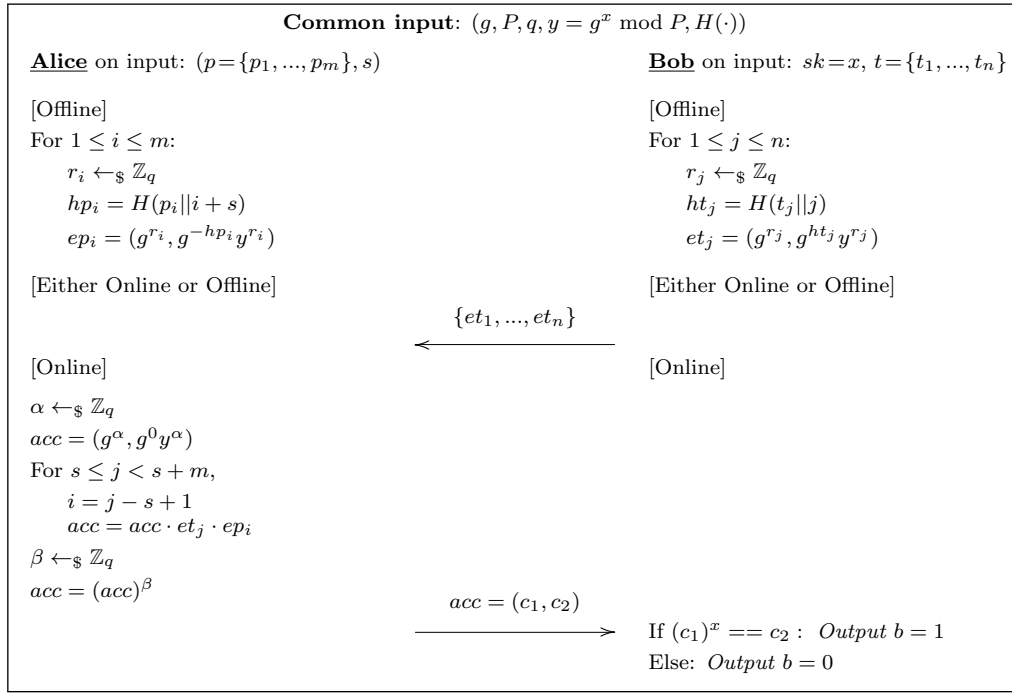 Common input: (g, P, q, y = g^x mod P, H(·))
Alice on input: (p={p_1, ..., p_m}, s)
Bob on input: sk=x, t={t_1, ..., t_n}
[Offline]
[Offline]
For 1 ≤ i ≤ m:
For 1 ≤ j ≤ n:
r_i ←_$ ℤ_q
r_j ←_$ ℤ_q
hp_i = H(p_i||i + s)
ht_j = H(t_j||j)
ep_i = (g^{r_i}, g^{-hp_i}y^{r_i})
et_j = (g^{r_j}, g^{ht_j}y^{r_j})
[Either Online or Offline]
[Either Online or Offline]
{et_1, ..., et_n}
[Online]
[Online]
α ←_$ ℤ_q
acc = (g^α, g^0y^α)
For s ≤ j < s + m,
i = j − s + 1
acc = acc · et_j · ep_i
β ←_$ ℤ_q
acc = (acc)^β
acc = (c_1, c_2)
If (c_1)^x == c_2 : Output b = 1
Else: Output b = 0